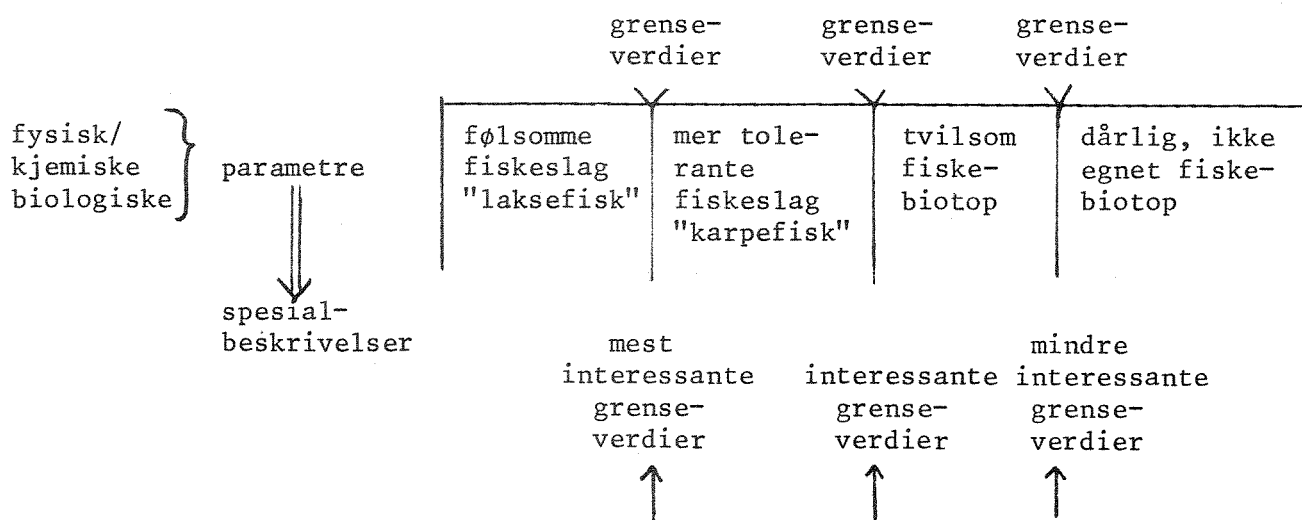 grense-
verdier
grense-
verdier
grense-
verdier
fysisk/
kjemiske
biologiske
parametre
spesial-
beskrivelser
følsomme
fiskeslag
"laksefisk"
mer tole-
rante
fiskeslag
"karpefisk"
tvilsom
fiske-
biotop
dårlig, ikke
egnet fiske-
biotop
mest
interessante
grense-
verdier
interessante
grense-
verdier
mindre
interessante
grense-
verdier